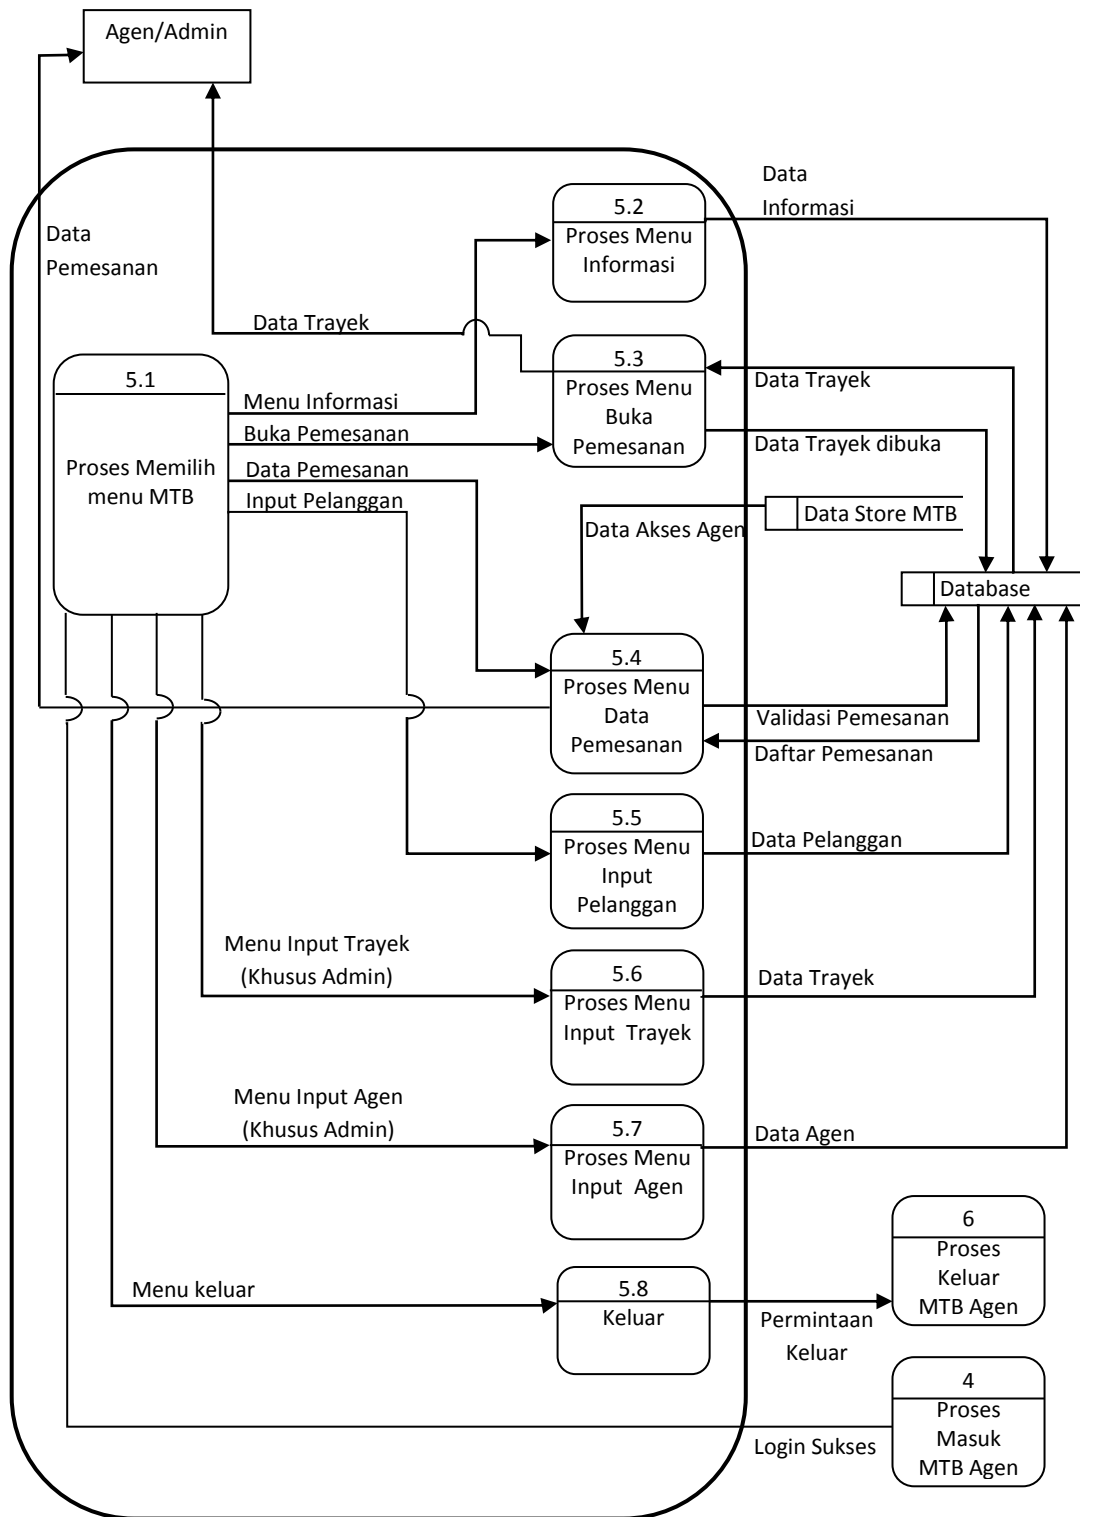 Agen/Admin
Data
Pemesanan
Data
Informasi
5.2
Proses Menu
Informasi
Data Trayek
5.3
Proses Menu
Buka
Pemesanan
Data Trayek
Data Trayek dibuka
5.1
Proses Memilih
menu MTB
Menu Informasi
Buka Pemesanan
Data Pemesanan
Input Pelanggan
Data Store MTB
Data Akses Agen
Database
5.4
Proses Menu
Data
Pemesanan
Validasi Pemesanan
Daftar Pemesanan
5.5
Proses Menu
Input
Pelanggan
Data Pelanggan
Menu Input Trayek
(Khusus Admin)
5.6
Proses Menu
Input Trayek
Data Trayek
Menu Input Agen
(Khusus Admin)
5.7
Proses Menu
Input Agen
Data Agen
Menu keluar
5.8
Keluar
Permintaan
Keluar
6
Proses
Keluar
MTB Agen
4
Proses
Masuk
MTB Agen
Login Sukses